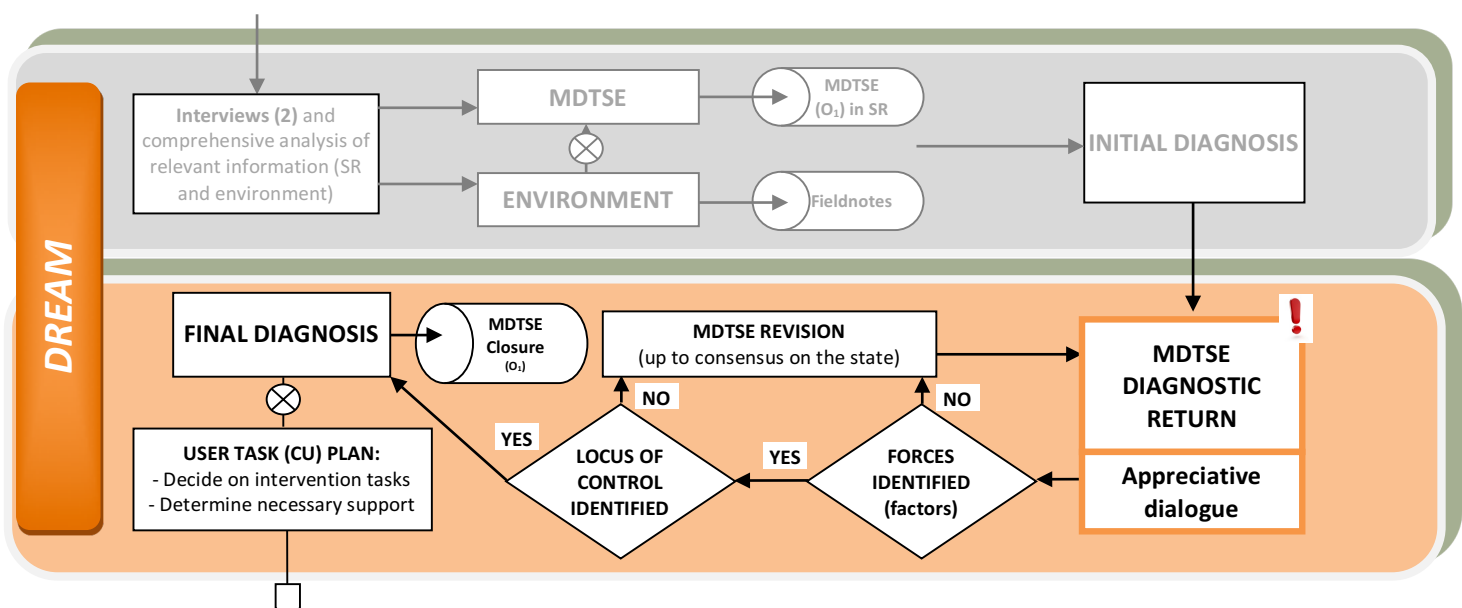 DREAM
Interviews (2) and
comprehensive analysis of
relevant information (SR
and environment)
MDTSE
MDTSE
(O₁) in SR
ENVIRONMENT
Fieldnotes
INITIAL DIAGNOSIS
FINAL DIAGNOSIS
MDTSE
Closure
(O₁)
MDTSE REVISION
(up to consensus on the state)
MDTSE
DIAGNOSTIC
RETURN
Appreciative
dialogue
NO
NO
YES
YES
LOCUS OF
CONTROL
IDENTIFIED
FORCES
IDENTIFIED
(factors)
USER TASK (CU) PLAN:
- Decide on intervention tasks
- Determine necessary support